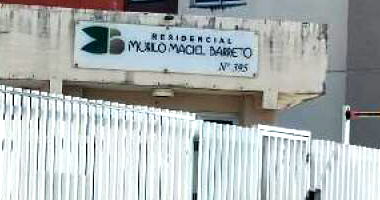 RESIDENCIAL
MURILO MACIEL BARRETO
Nº 395